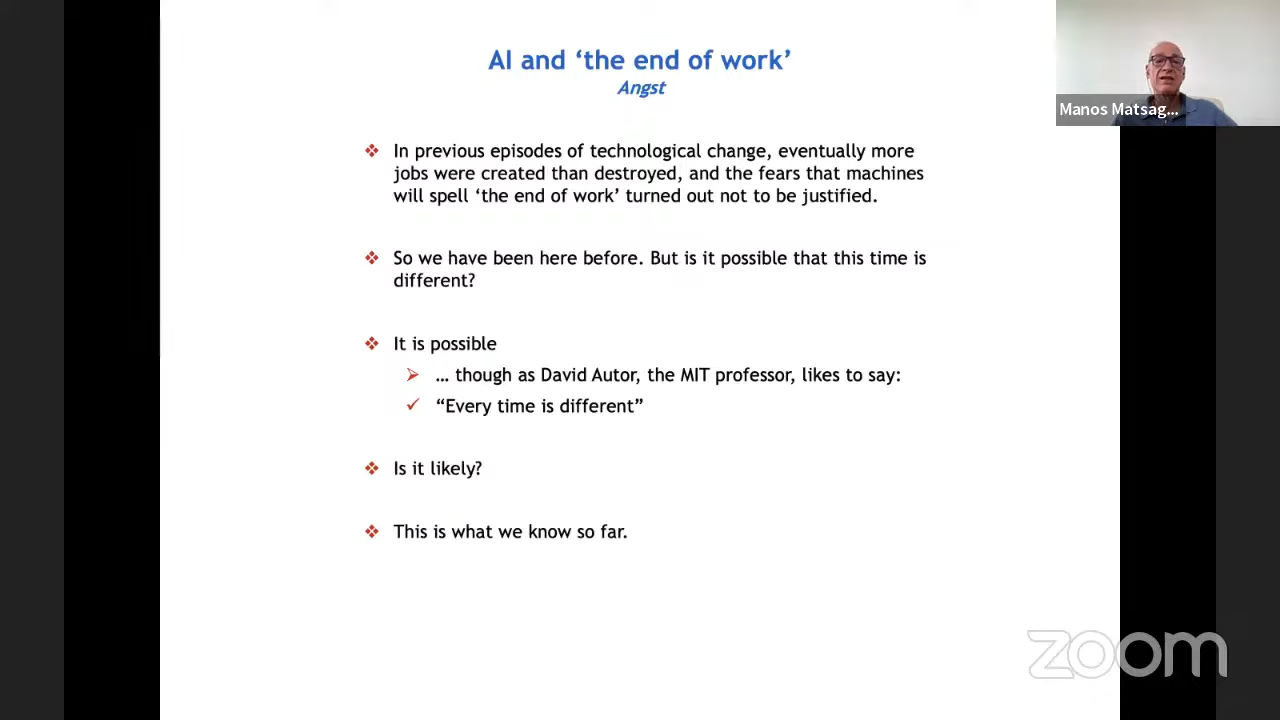 AI and ‘the end of work’
Angst
In previous episodes of technological change, eventually more
jobs were created than destroyed, and the fears that machines
will spell ‘the end of work’ turned out not to be justified.
So we have been here before. But is it possible that this time is
different?
It is possible
… though as David Autor, the MIT professor, likes to say:
“Every time is different”
Is it likely?
This is what we know so far.
Manos Matsag...
zoom